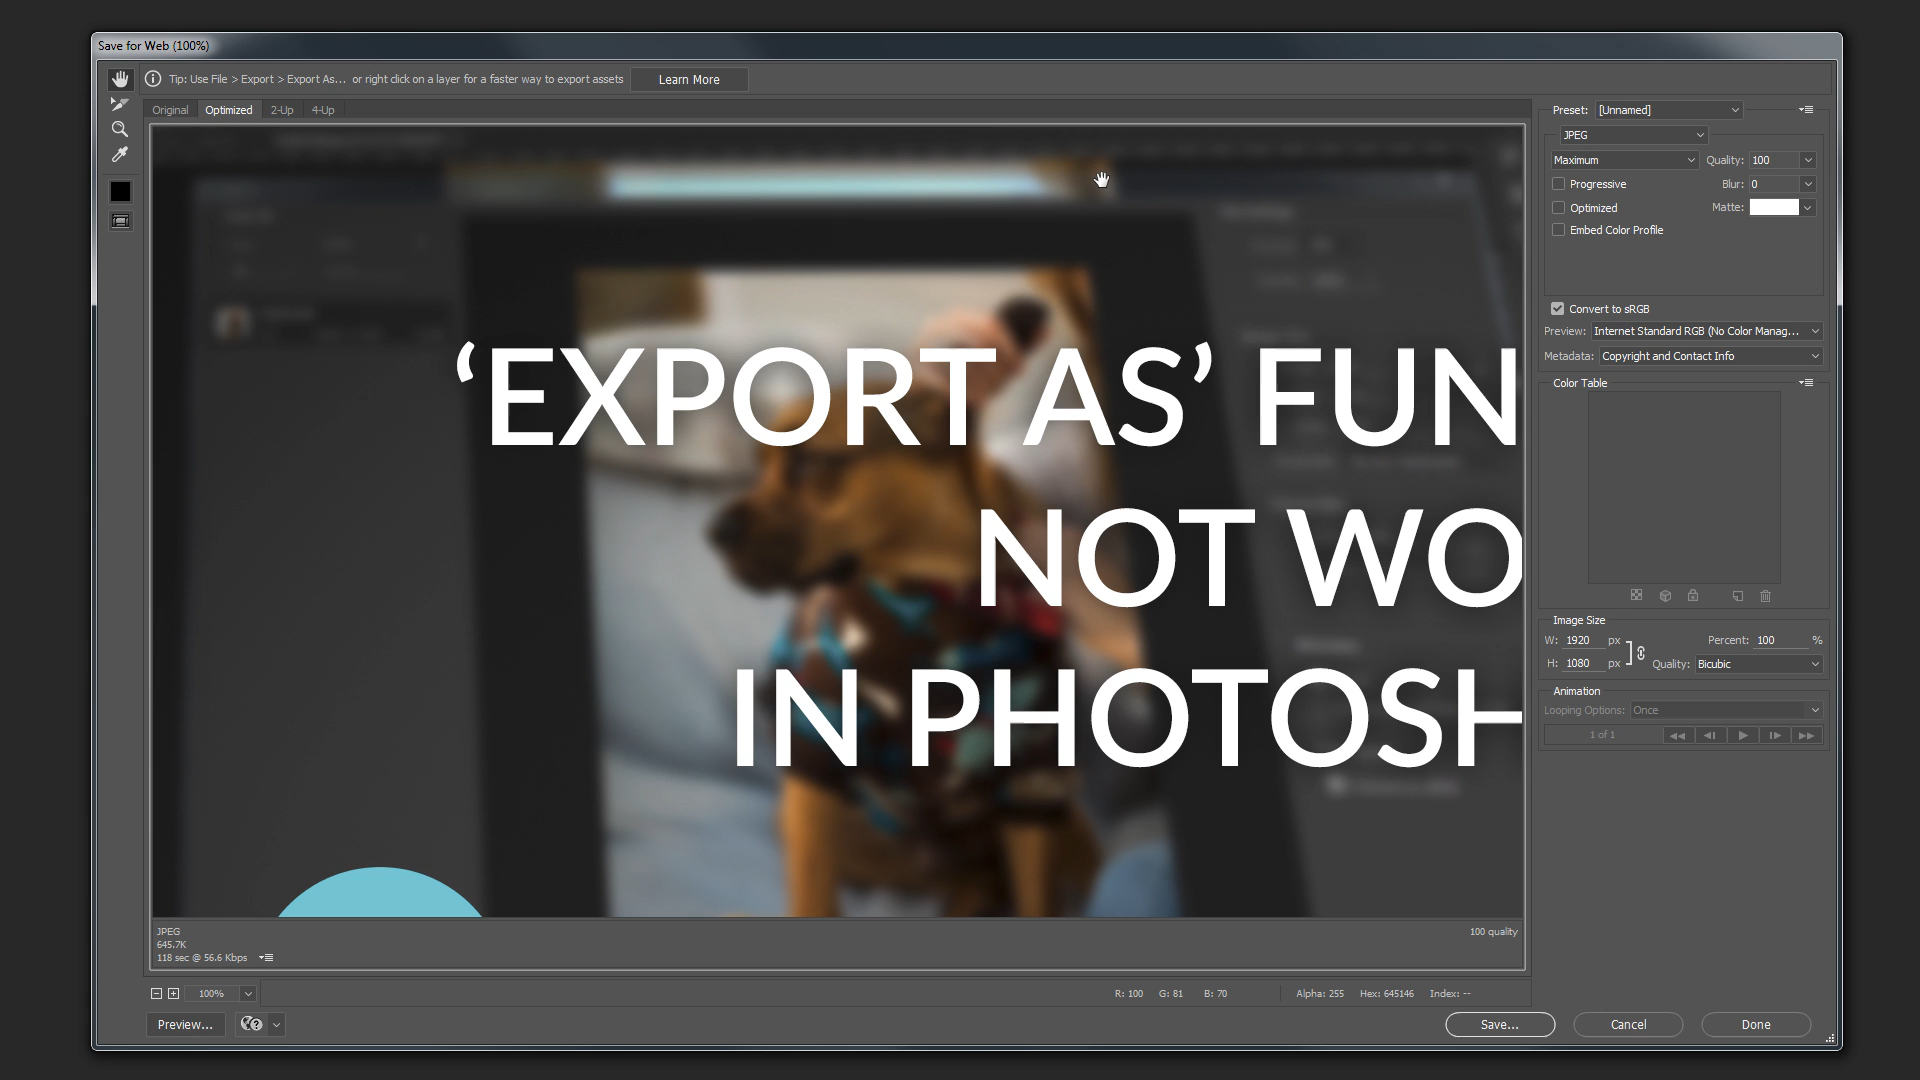 Save for Web (100%)
Tip: Use File > Export > Export As... or right click on a layer for a faster way to export assets
Learn More
Original Optimized 2-Up 4-Up
‘EXPORT AS’ FUN
NOT WO
IN PHOTOSH
JPEG
645.7K
118 sec @ 56.6 Kbps
100 quality
100%
R: 100 G: 81 B: 70 Alpha: 255 Hex: 645146 Index: --
Preview...
Save... Cancel Done
Preset: [Unnamed]
JPEG
Maximum Quality: 100
Progressive Blur: 0
Optimized Matte:
Embed Color Profile
Convert to sRGB
Preview: Internet Standard RGB (No Color Manag...
Metadata: Copyright and Contact Info
Color Table
Image Size
W: 1920 px Percent: 100 %
H: 1080 px Quality: Bicubic
Animation
Looping Options: Once
1 of 1